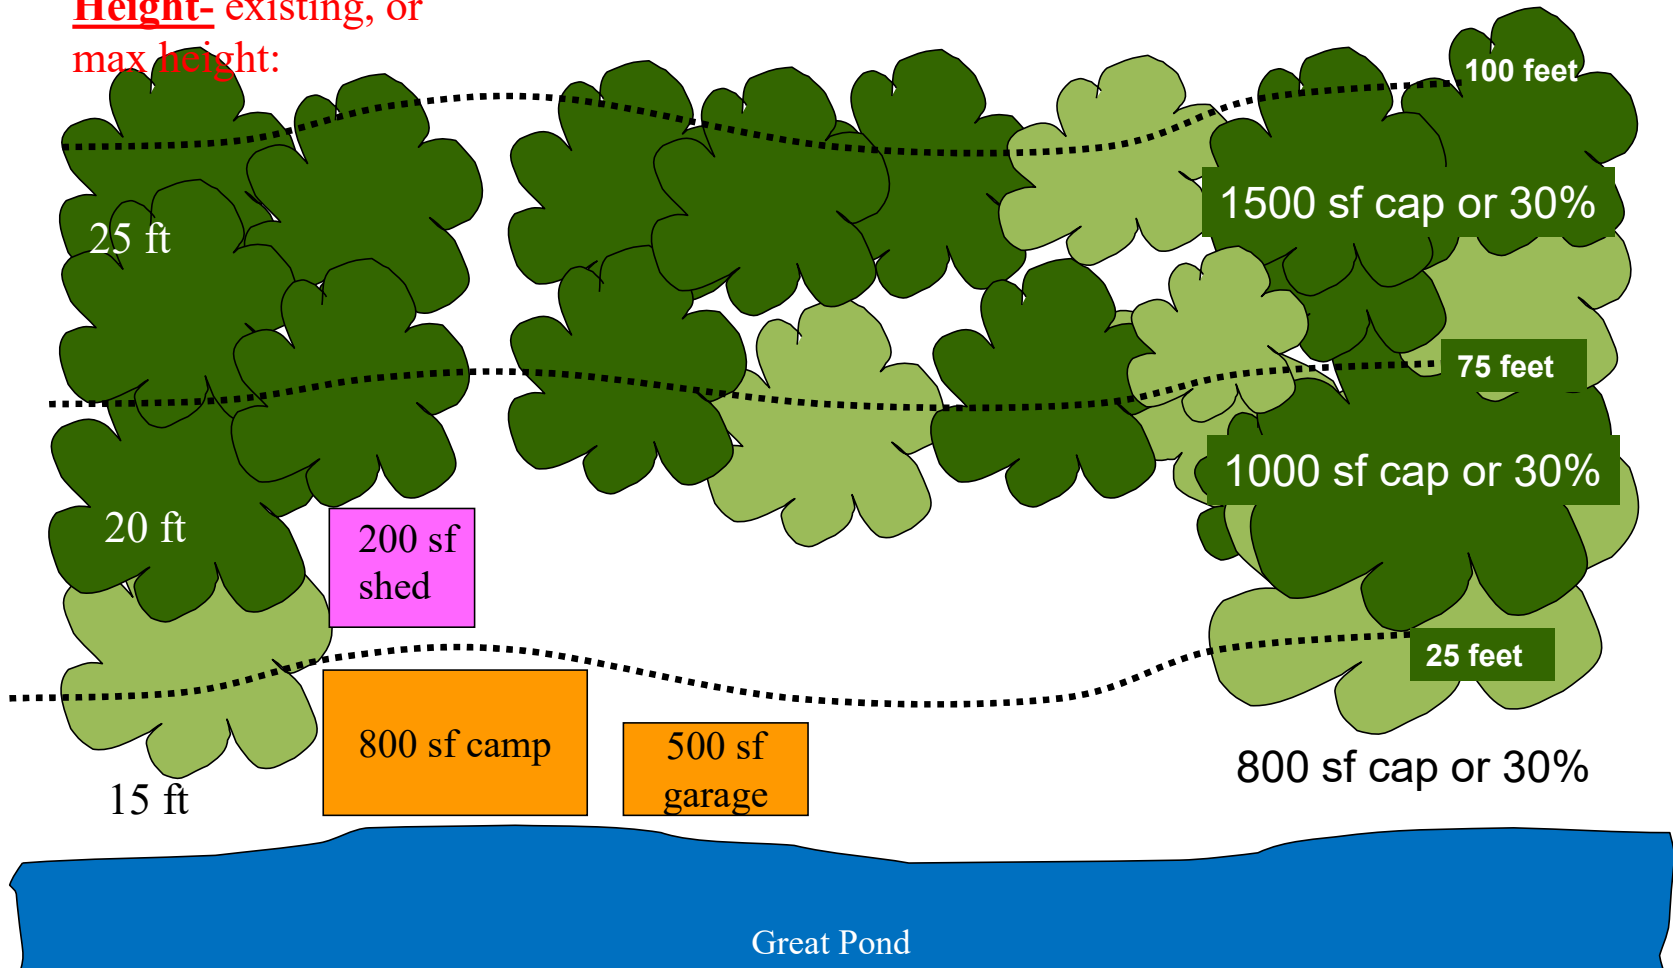 Height- existing, or
max height:
100 feet
1500 sf cap or 30%
25 ft
75 feet
1000 sf cap or 30%
20 ft
200 sf
shed
25 feet
800 sf camp
500 sf
garage
800 sf cap or 30%
15 ft
Great Pond